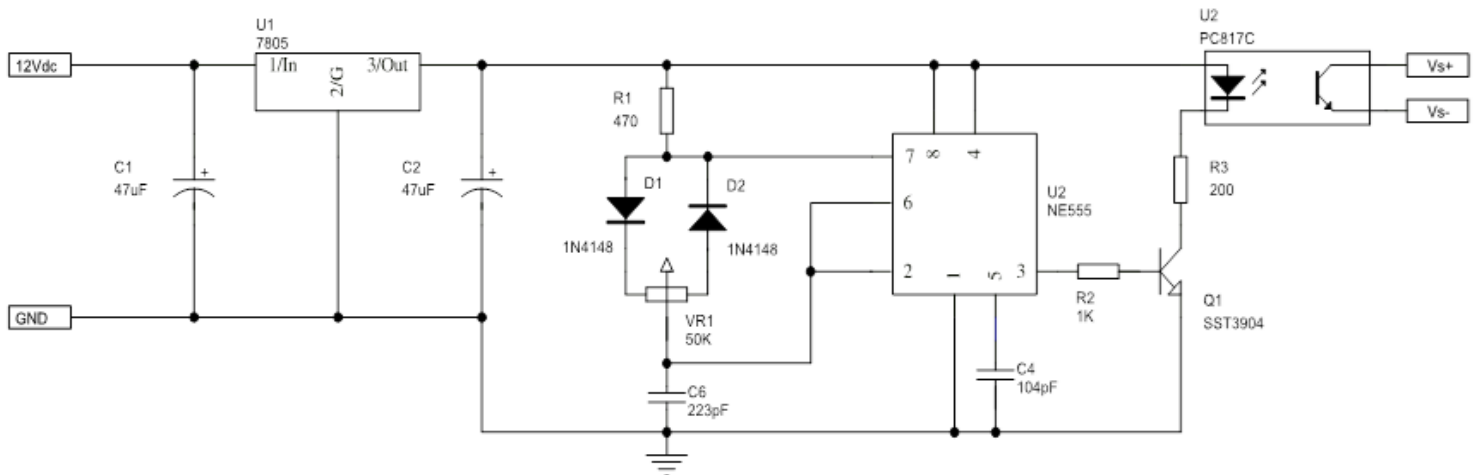 U1
7805
12Vdc
1/In
2/G
3/Out
C1
47uF
C2
47uF
GND
R1
470
D1
1N4148
D2
1N4148
VR1
50K
C6
223pF
7
8
4
6
2
1
5
3
U2
NE555
R2
1K
C4
104pF
Q1
SST3904
R3
200
U2
PC817C
Vs+
Vs-